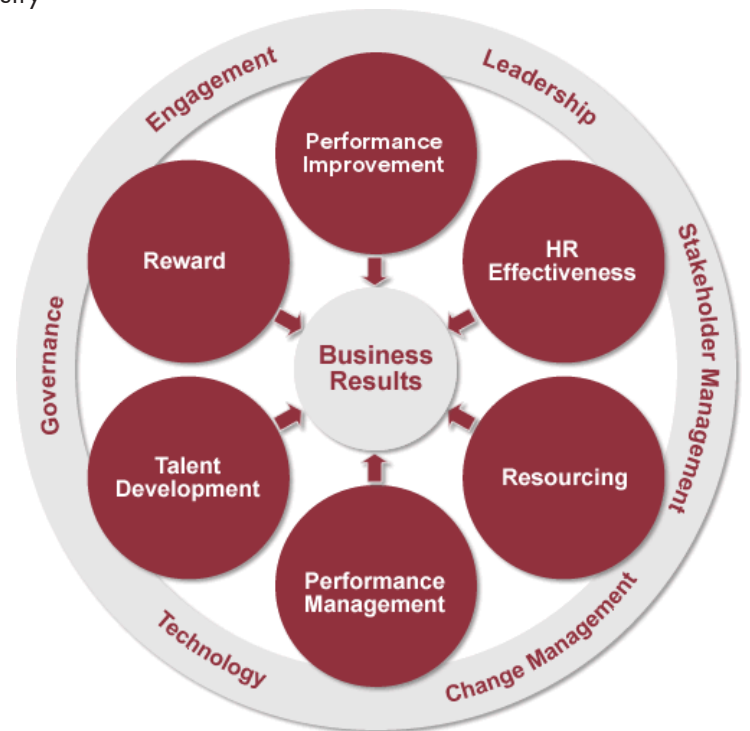 Engagement
Leadership
Performance
Improvement
Reward
HR
Effectiveness
Stakeholder Management
Governance
Business
Results
Talent
Development
Resourcing
Performance
Management
Technology
Change Management